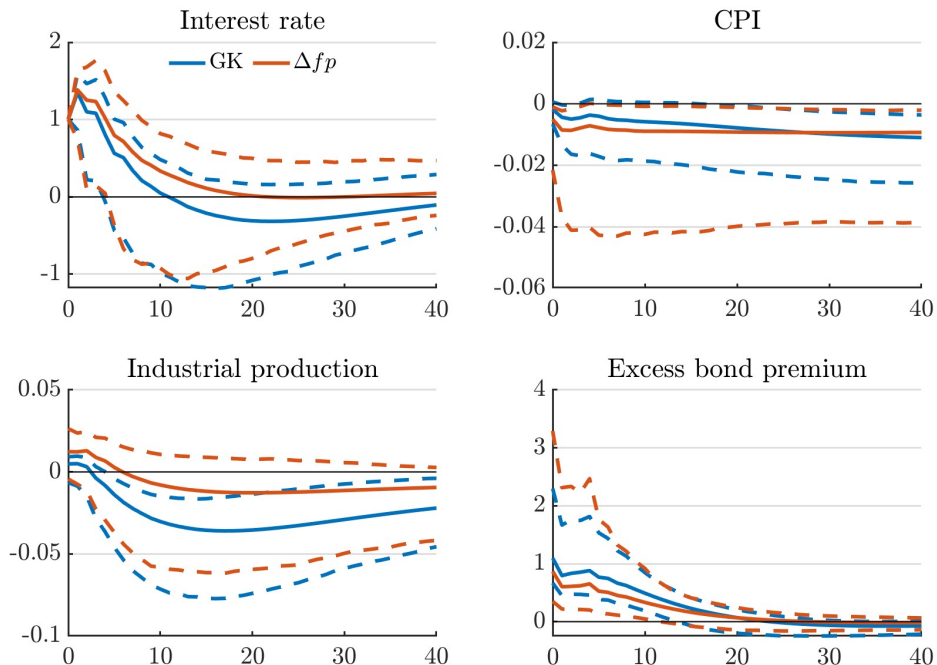 Interest rate
2
1
0
-1
GK
Δfp
0 10 20 30 40
CPI
0.02
0
-0.02
-0.04
-0.06
0 10 20 30 40
Industrial production
0.05
0
-0.05
-0.1
0 10 20 30 40
Excess bond premium
4
3
2
1
0
0 10 20 30 40